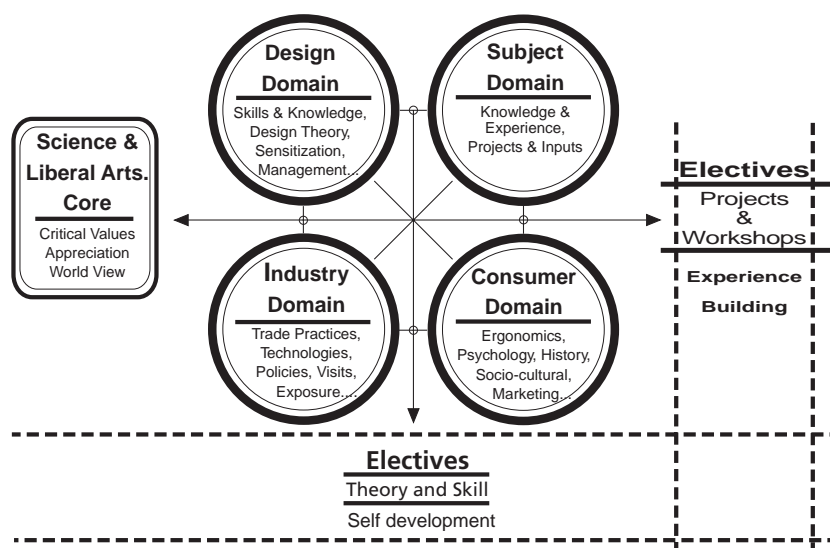 Design
Domain
Skills & Knowledge,
Design Theory,
Sensitization,
Management...
Subject
Domain
Knowledge &
Experience,
Projects & Inputs
Science &
Liberal Arts.
Core
Critical Values
Appreciation
World View
Electives
Projects
&
Workshops
Experience
Building
Industry
Domain
Trade Practices,
Technologies,
Policies, Visits,
Exposure....
Consumer
Domain
Ergonomics,
Psychology, History,
Socio-cultural,
Marketing...
Electives
Theory and Skill
Self development